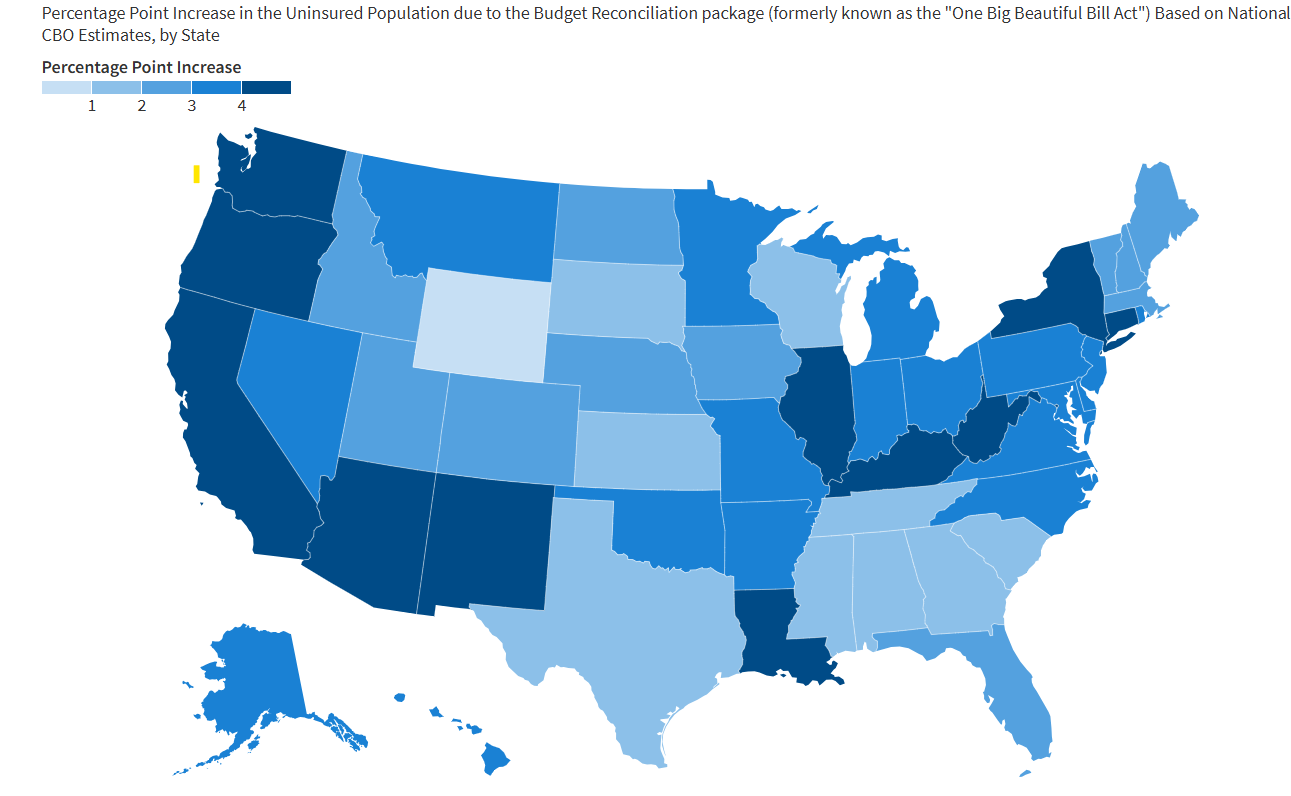 Percentage Point Increase in the Uninsured Population due to the Budget Reconciliation package (formerly known as the "One Big Beautiful Bill Act") Based on National
CBO Estimates, by State
Percentage Point Increase
1 2 3 4